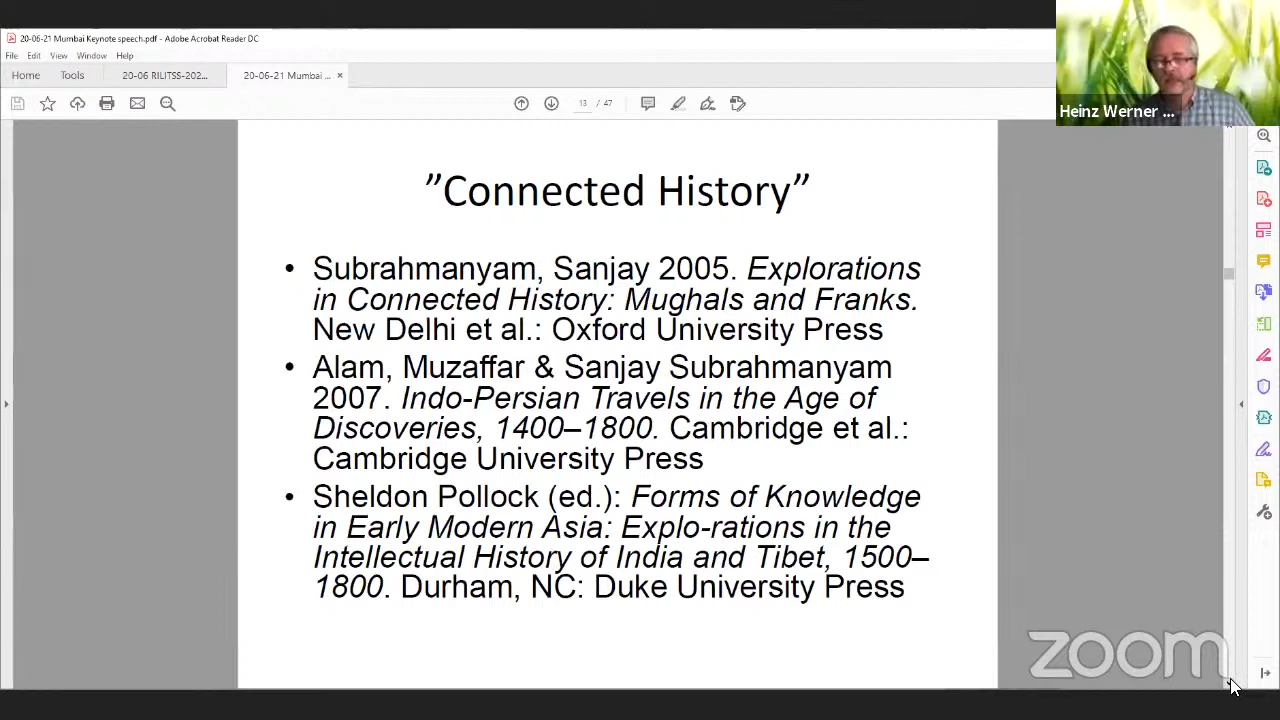 20-06-21 Mumbai Keynote speech.pdf - Adobe Acrobat Reader DC
File Edit View Window Help
Home Tools 20-06 RILITSS-202... 20-06-21 Mumbai ... ×
13 / 47
Heinz Werner ...
”Connected History”
• Subrahmanyam, Sanjay 2005. Explorations
in Connected History: Mughals and Franks.
New Delhi et al.: Oxford University Press
• Alam, Muzaffar & Sanjay Subrahmanyam
2007. Indo-Persian Travels in the Age of
Discoveries, 1400–1800. Cambridge et al.:
Cambridge University Press
• Sheldon Pollock (ed.): Forms of Knowledge
in Early Modern Asia: Explo-rations in the
Intellectual History of India and Tibet, 1500–
1800. Durham, NC: Duke University Press
zoom